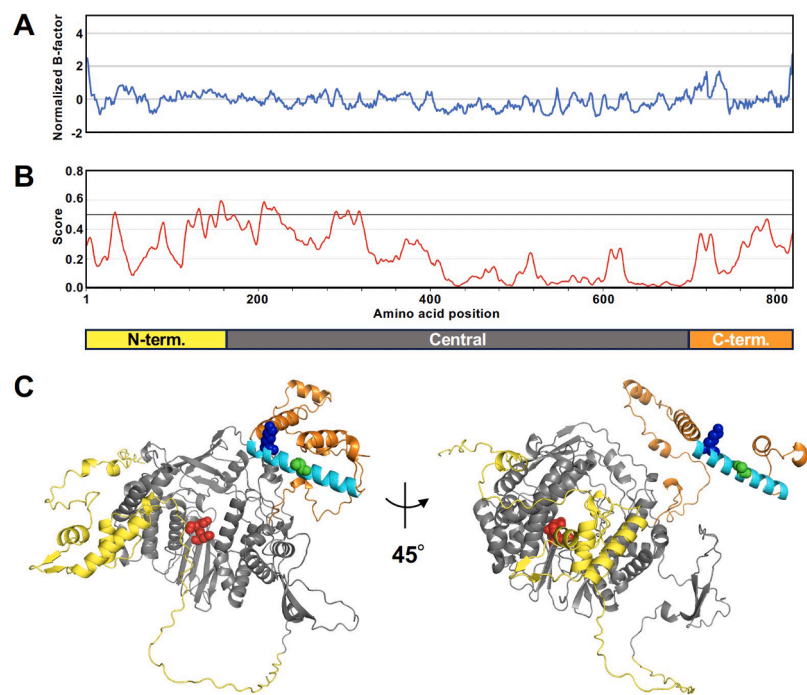 A
Normalized B-factor
4
2
0
-2
B
Score
0.8
0.6
0.4
0.2
0.0
1
200
400
600
800
Amino acid position
N-term.
Central
C-term.
C
45°